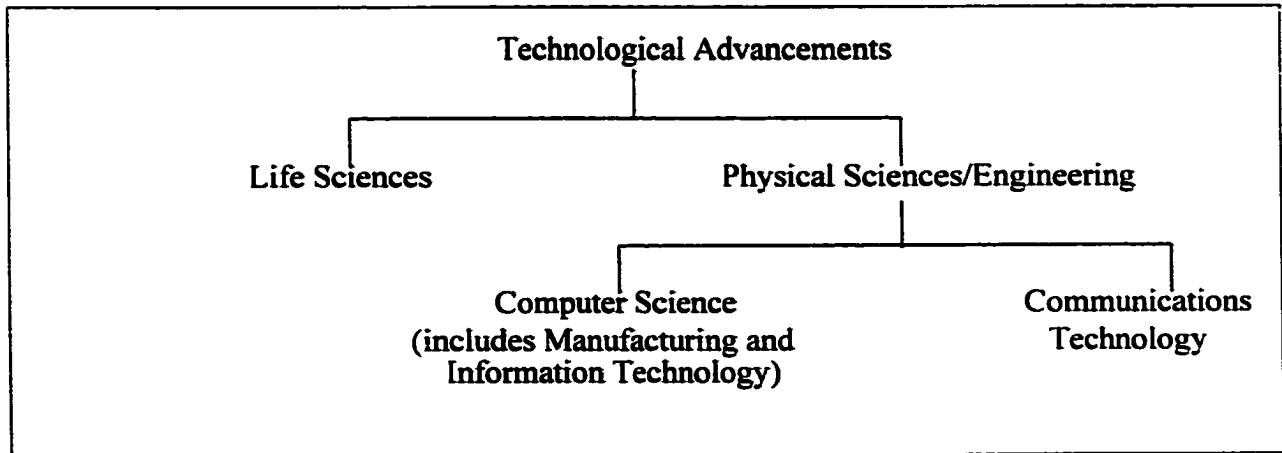 Technological Advancements
Life Sciences
Physical Sciences/Engineering
Computer Science
(includes Manufacturing and
Information Technology)
Communications
Technology